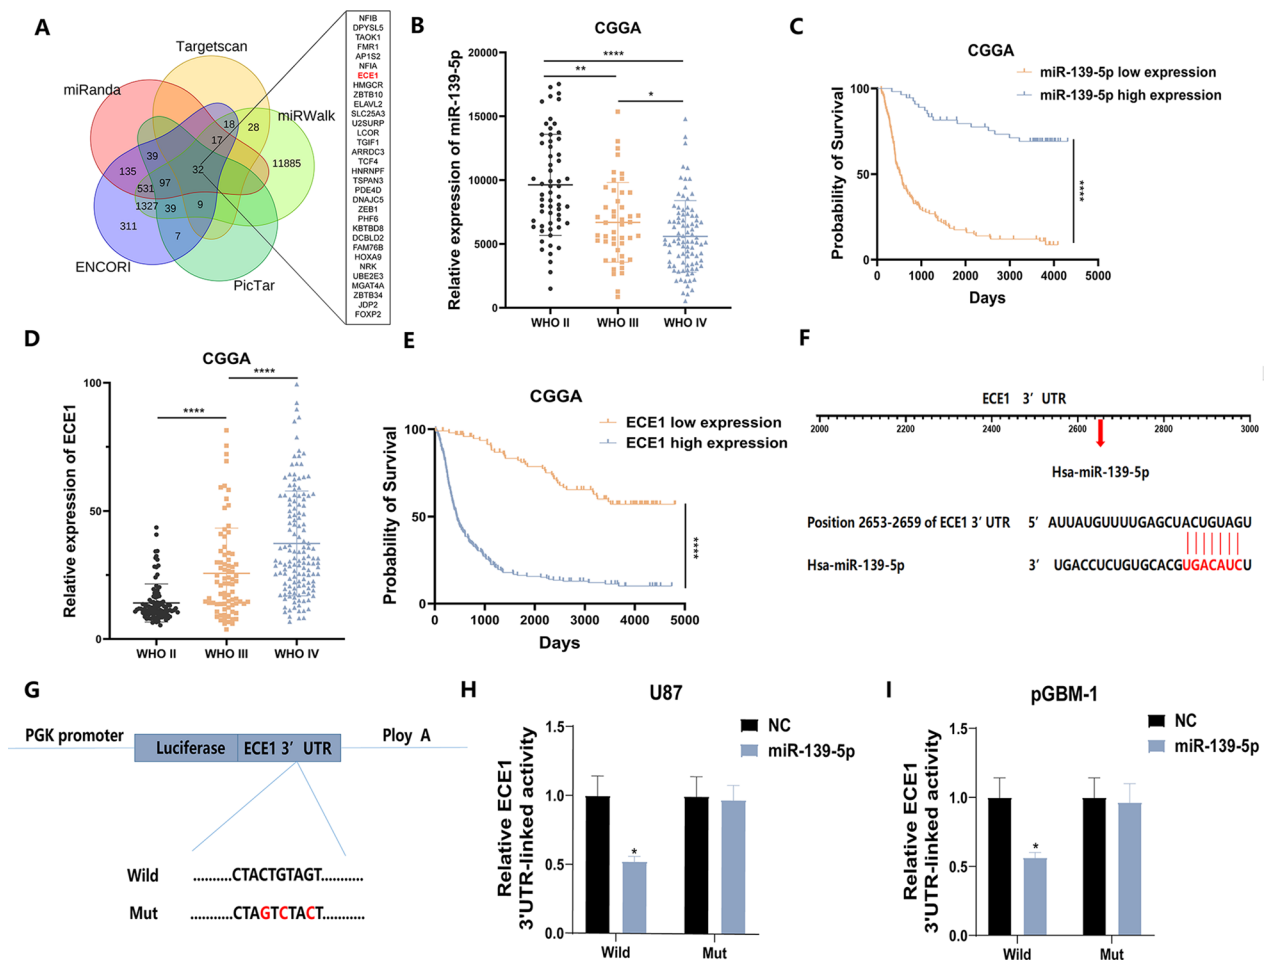 A
Targetscan
miRanda
miRWalk
ENCORI
PicTar
18
28
17
11885
39
32
135
97
531
1327
39
9
311
7
NFIB
DPYSL5
TAOK1
FMR1
AP1S2
NFIA
ECE1
HMGCR
ZBTB10
ELAVL2
SLC25A3
U2SURP
LCOR
TGIF1
ARRDC3
TCF4
HNRNPF
TSPAN3
PDE4D
DNAJC5
ZEB1
PHF6
KBTBD8
DCBLD2
FAM76B
HOXA9
NRK
UBE2E3
MGAT4A
ZBTB34
JDP2
FOXP2
B
CGGA
Relative expression of miR-139-5p
20000
15000
10000
5000
0
****
**
*
WHO II WHO III WHO IV
C
CGGA
miR-139-5p low expression
miR-139-5p high expression
Probability of Survival
100
50
0
****
0 1000 2000 3000 4000 5000
Days
D
CGGA
Relative expression of ECE1
100
50
0
****
****
WHO II WHO III WHO IV
E
CGGA
ECE1 low expression
ECE1 high expression
Probability of Survival
100
50
0
****
0 1000 2000 3000 4000 5000
Days
F
ECE1 3' UTR
2000 2200 2400 2600 2800 3000
Hsa-miR-139-5p
Position 2653-2659 of ECE1 3' UTR 5' AUUAUGUUUUGAGCUACUGUAGU
Hsa-miR-139-5p 3' UGACCUCUGUGCACGUGACAUCU
G
PGK promoter
Luciferase
ECE1 3' UTR
Ploy A
Wild ..........CTACTGTAGT...........
Mut ..........CTAGTCTACT...........
H
U87
NC
miR-139-5p
Relative ECE1
3'UTR-linked activity
1.5
1.0
0.5
0.0
*
Wild Mut
I
pGBM-1
NC
miR-139-5p
Relative ECE1
3'UTR-linked activity
1.5
1.0
0.5
0.0
*
Wild Mut